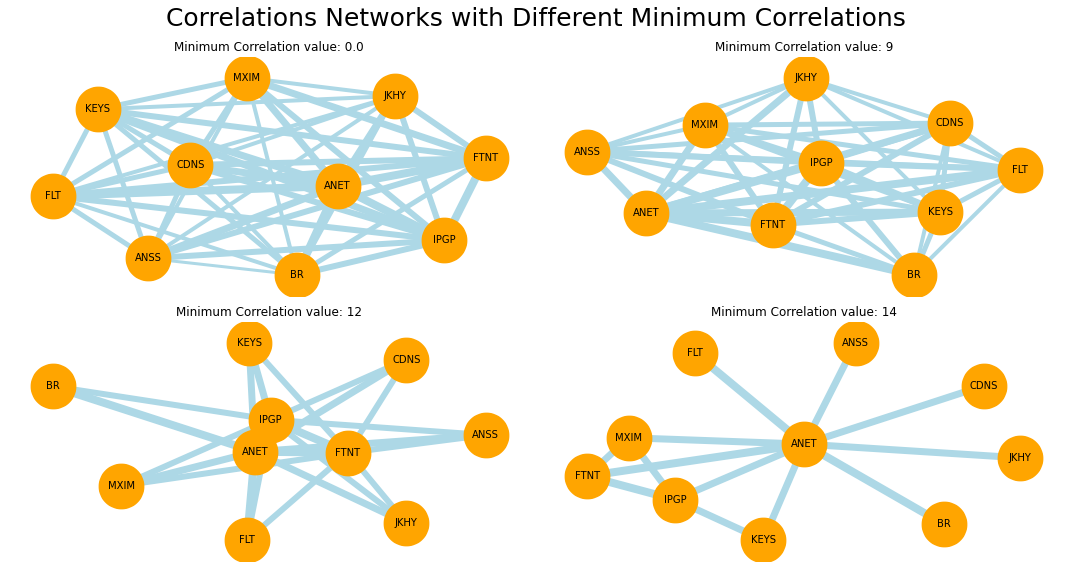 Correlations Networks with Different Minimum Correlations
Minimum Correlation value: 0.0
MXIM
JKHY
KEYS
CDNS
FTNT
ANET
FLT
IPGP
ANSS
BR
Minimum Correlation value: 9
JKHY
MXIM
CDNS
ANSS
IPGP
FLT
ANET
KEYS
FTNT
BR
Minimum Correlation value: 12
KEYS
CDNS
BR
IPGP
ANSS
ANET
FTNT
MXIM
JKHY
FLT
Minimum Correlation value: 14
ANSS
FLT
CDNS
MXIM
ANET
JKHY
FTNT
IPGP
BR
KEYS